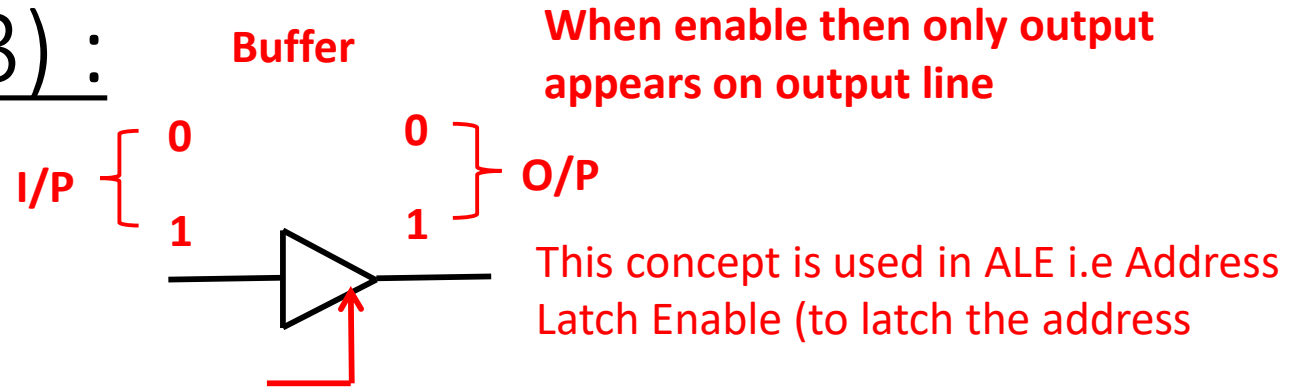 3) :
Buffer
When enable then only output
appears on output line
0
0
I/P
O/P
1
1
This concept is used in ALE i.e Address
Latch Enable (to latch the address